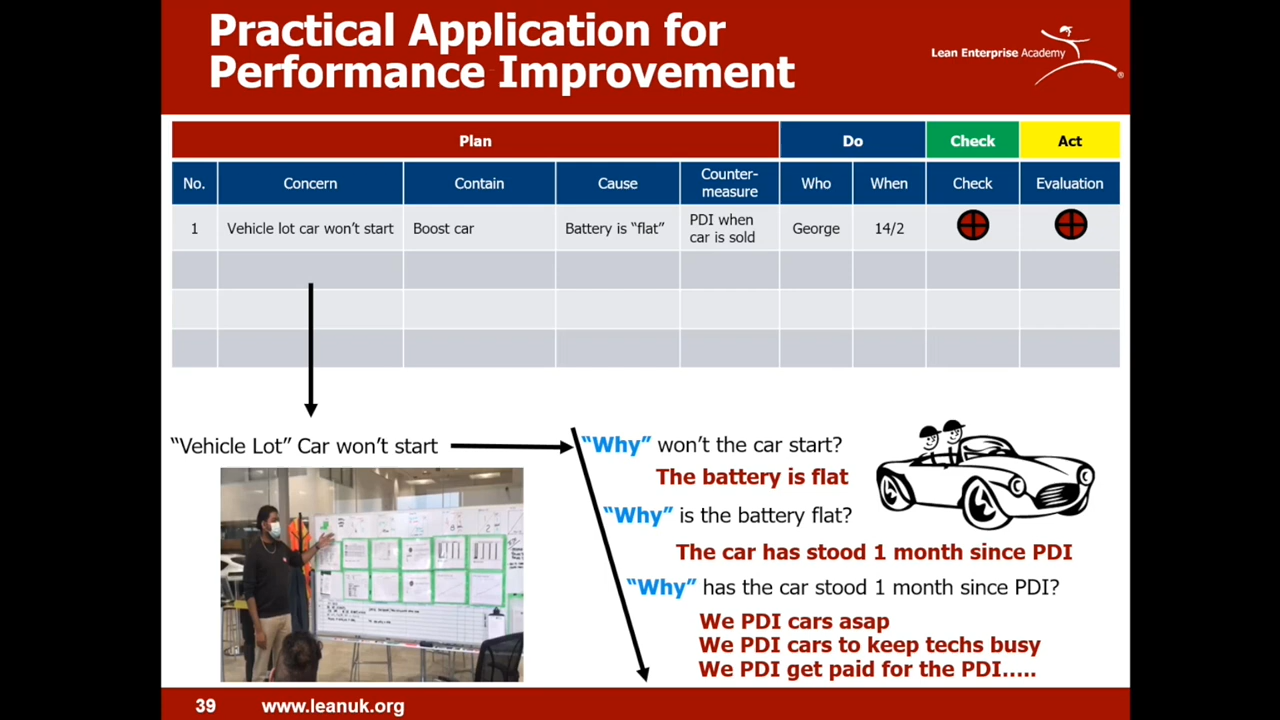 Practical Application for
Performance Improvement
Lean Enterprise Academy
®
Plan
Do
Check
Act
No.
Concern
Contain
Cause
Counter-
measure
Who
When
Check
Evaluation
1
Vehicle lot car won’t start
Boost car
Battery is “flat”
PDI when
car is sold
George
14/2
“Vehicle Lot” Car won’t start
“Why” won’t the car start?
The battery is flat
“Why” is the battery flat?
The car has stood 1 month since PDI
“Why” has the car stood 1 month since PDI?
We PDI cars asap
We PDI cars to keep techs busy
We PDI get paid for the PDI…..
39
www.leanuk.org